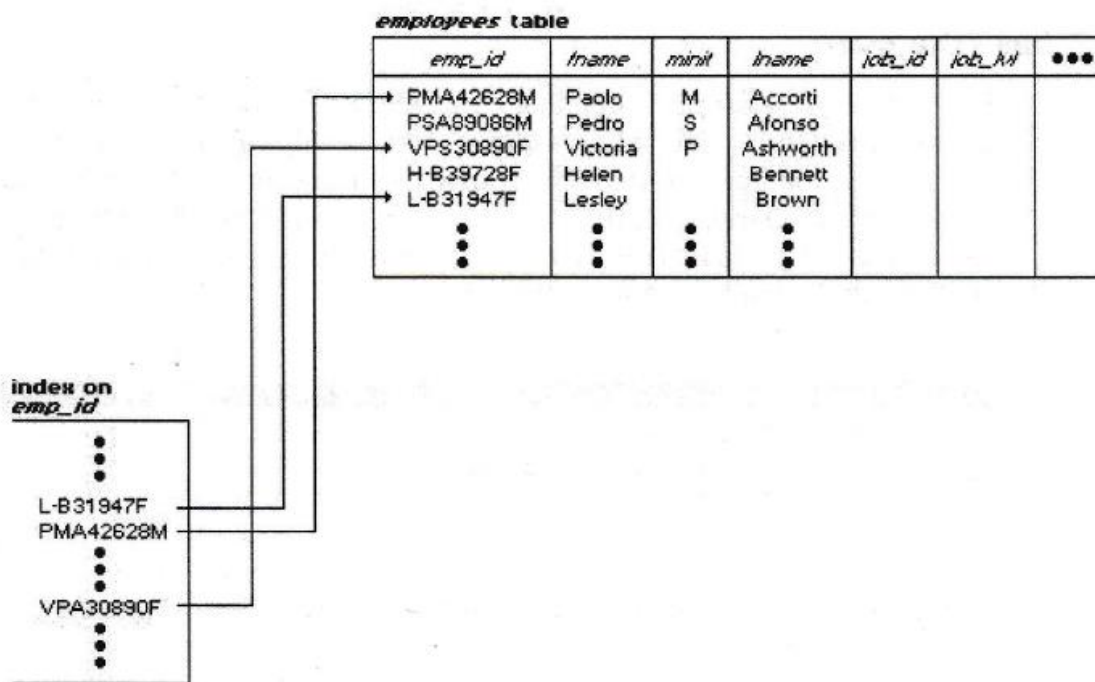 employees table
emp_id fname minit lname job_id job_lvl
PMA42628M Paolo M Accorti
PSA89086M Pedro S Afonso
VPS30890F Victoria P Ashworth
H-B39728F Helen Bennett
L-B31947F Lesley Brown
index on
emp_id
L-B31947F
PMA42628M
VPA30890F